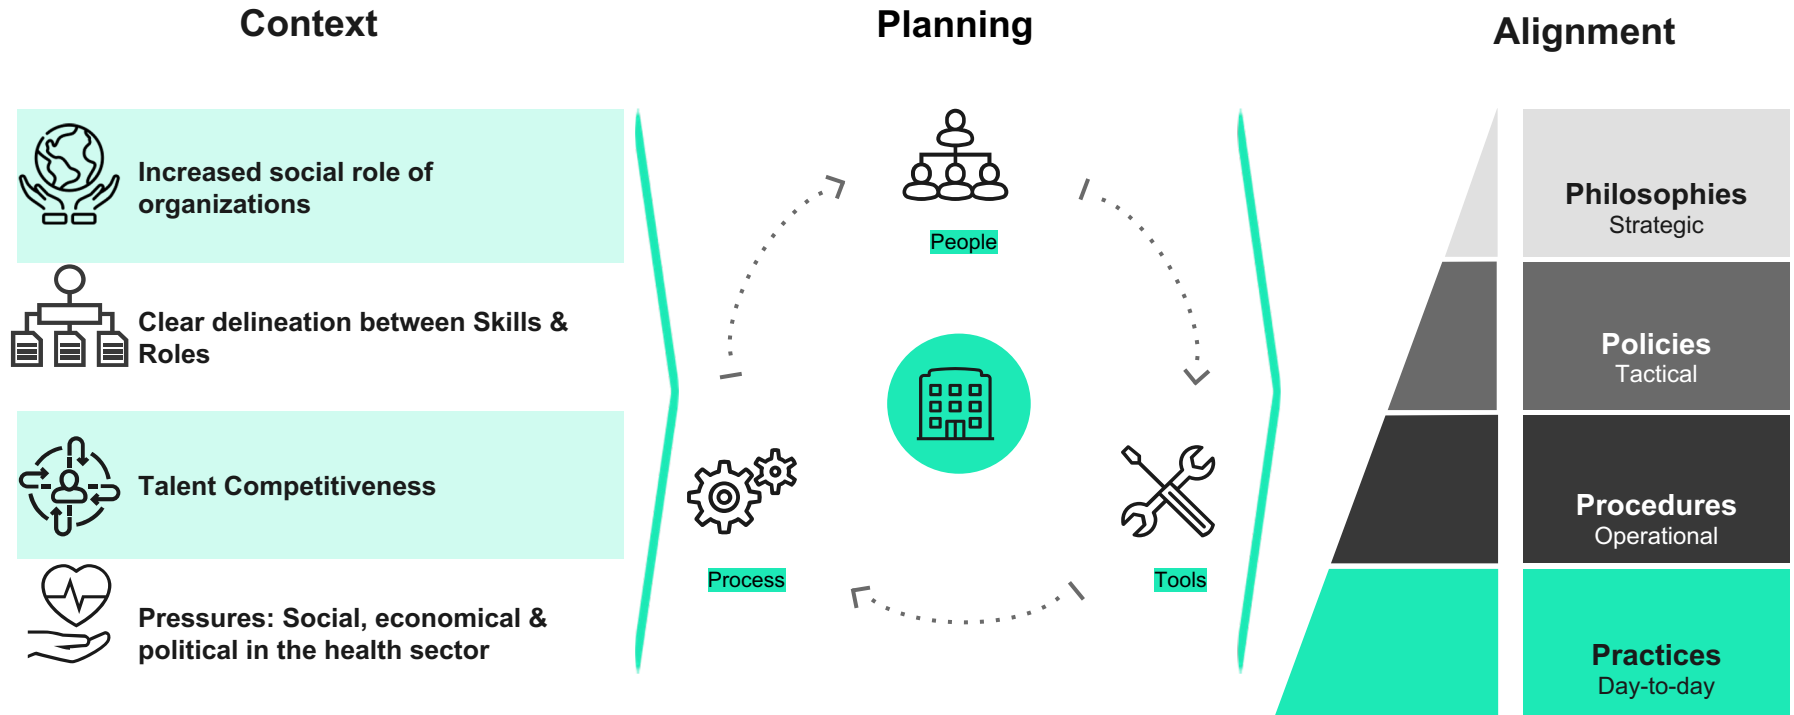 Context
Increased social role of
organizations
Clear delineation between Skills &
Roles
Talent Competitiveness
Pressures: Social, economical &
political in the health sector
Planning
People
Process
Tools
Alignment
Philosophies
Strategic
Policies
Tactical
Procedures
Operational
Practices
Day-to-day